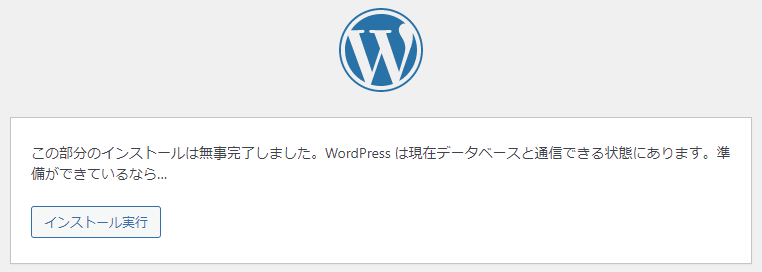 この部分のインストールは無事完了しました。WordPress は現在データベースと通信できる状態にあります。準
備ができているなら…
インストール実行